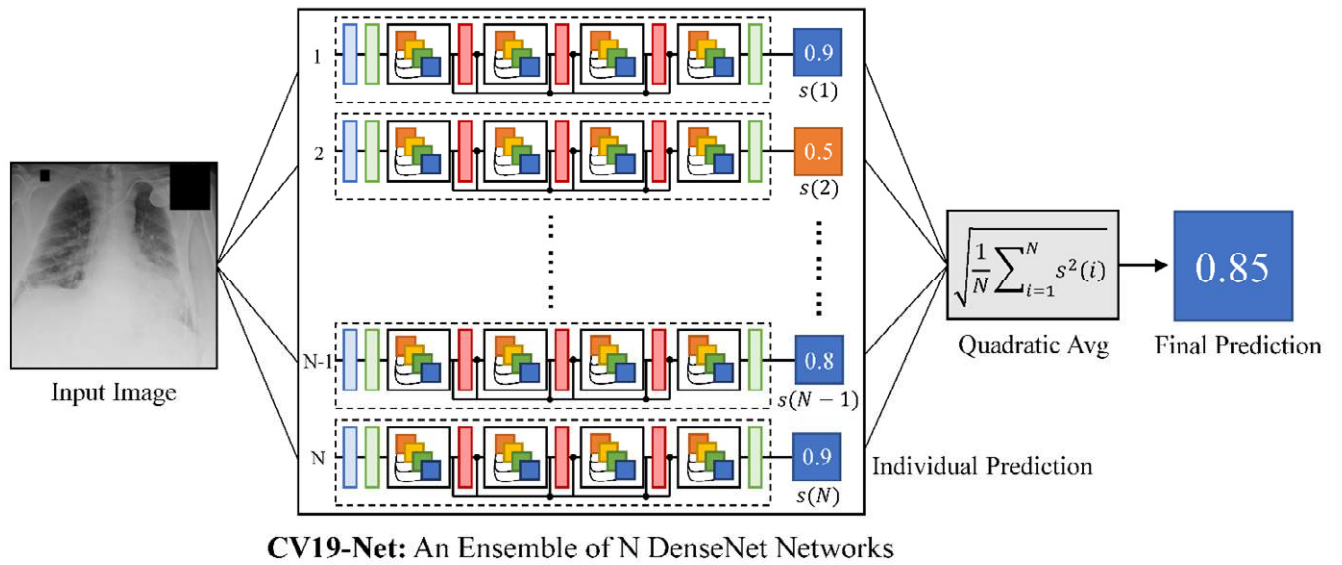 1
0.9
s(1)
2
0.5
s(2)
Input Image
N-1
0.8
s(N − 1)
N
0.9
s(N)
Individual Prediction
√(1/N ∑_{i=1}^{N} s²(i))
Quadratic Avg
0.85
Final Prediction
CV19-Net: An Ensemble of N DenseNet Networks